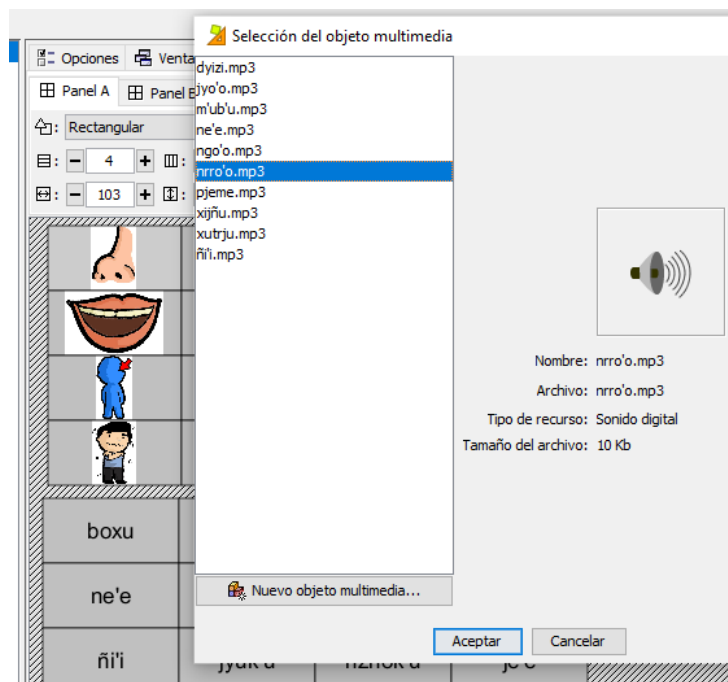 Selección del objeto multimedia
Opciones
Panel A
Rectangular
4
103
dyizi.mp3
jyo'o.mp3
m'ub'u.mp3
ne'e.mp3
ngo'o.mp3
nrro'o.mp3
pjeme.mp3
xijñu.mp3
xutrju.mp3
ñi'i.mp3
Nombre: nrro'o.mp3
Archivo: nrro'o.mp3
Tipo de recurso: Sonido digital
Tamaño del archivo: 10 Kb
Nuevo objeto multimedia...
Aceptar Cancelar
boxu
ne'e
ñi'i